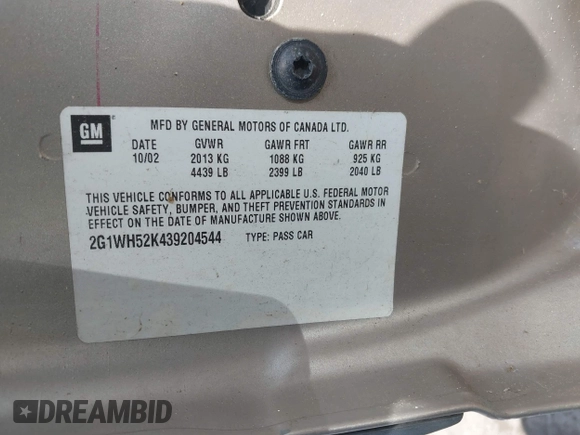 GM
MFD BY GENERAL MOTORS OF CANADA LTD.
DATE GVWR GAWR FRT GAWR RR
10/02 2013 KG 1088 KG 925 KG
4439 LB 2399 LB 2040 LB
THIS VEHICLE CONFORMS TO ALL APPLICABLE U.S. FEDERAL MOTOR
VEHICLE SAFETY, BUMPER, AND THEFT PREVENTION STANDARDS IN
EFFECT ON THE DATE OF MANUFACTURE SHOWN ABOVE.
2G1WH52K439204544 TYPE: PASS CAR
DREAMBID